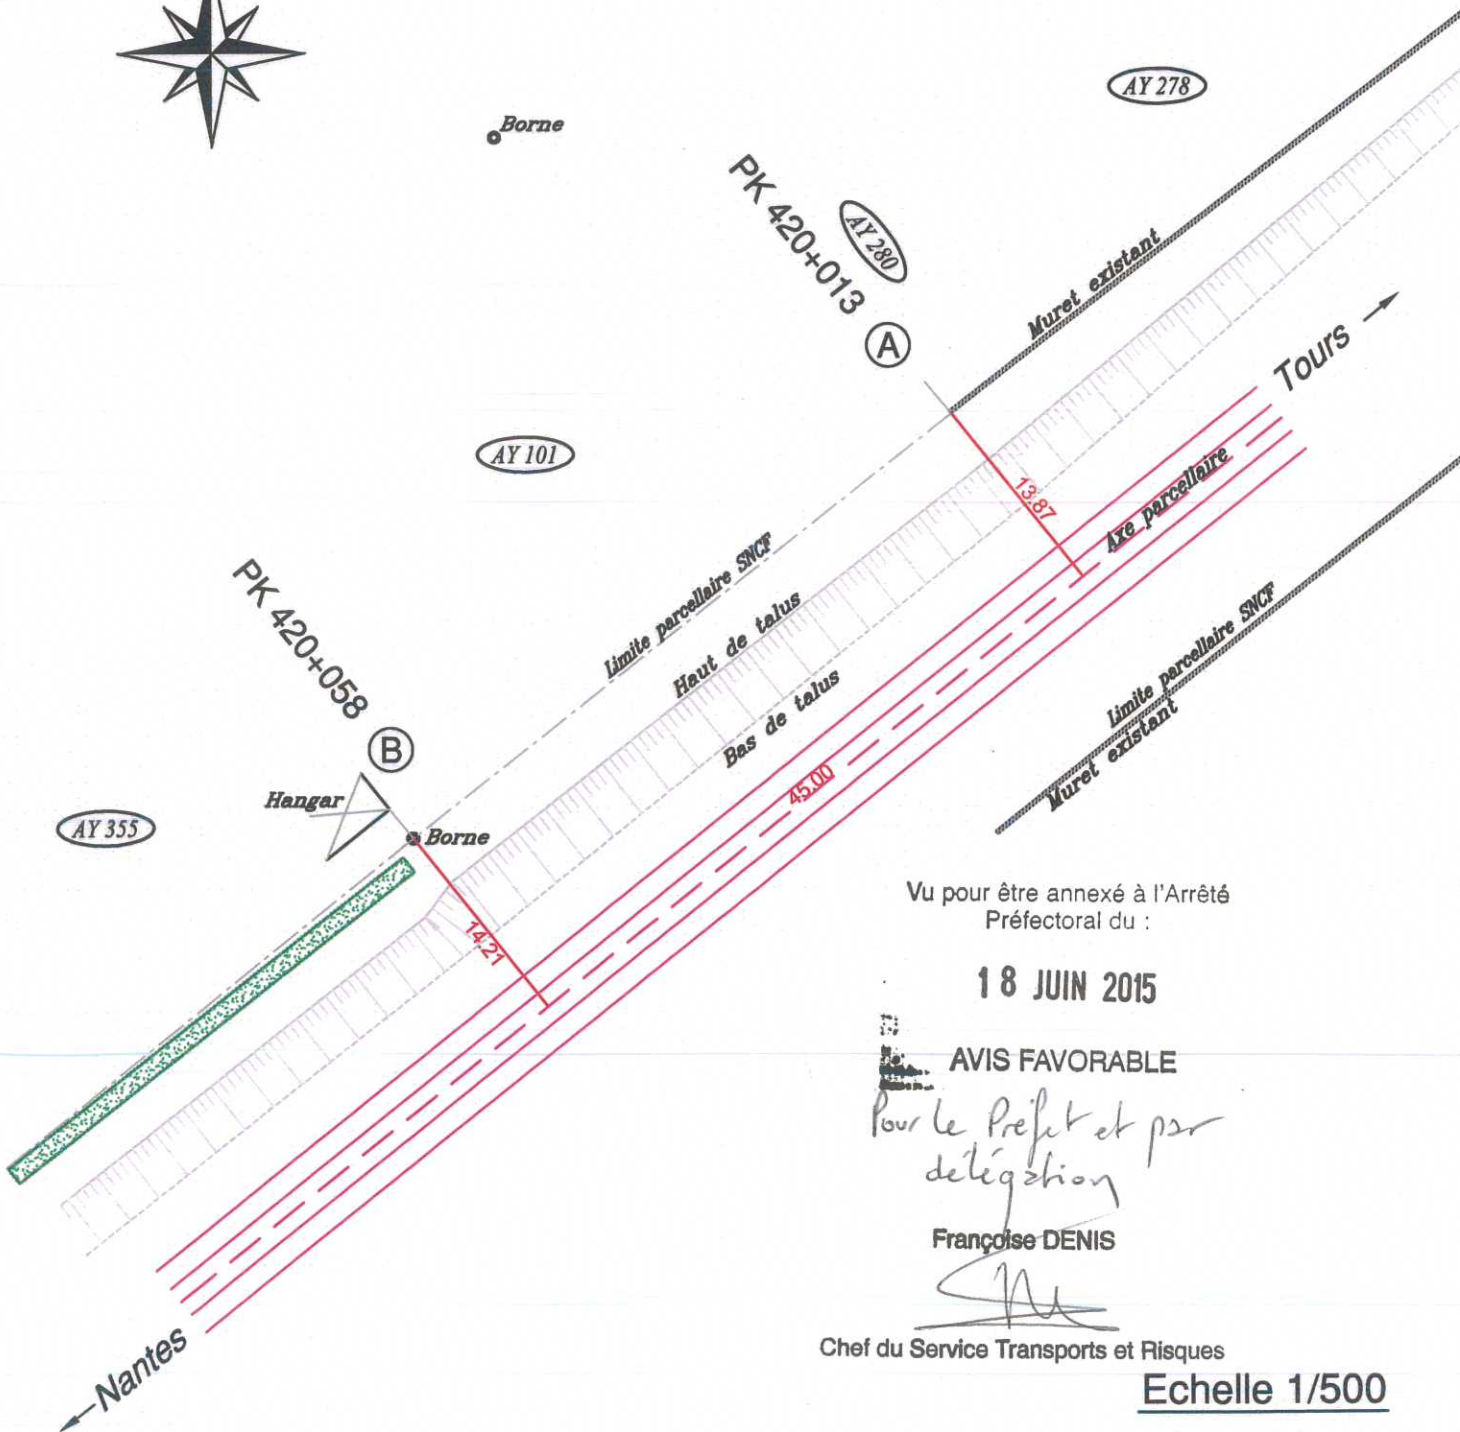 AY 278
Borne
PK 420+013
AY 280
A
Muret existant
Tours
AY 101
13.87
Axe parcellaire
Limite parcellaire SNCF
PK 420+058
Haut de talus
Bas de talus
Limite parcellaire SNCF
Muret existant
B
45.00
Hangar
AY 355
Borne
14.21
Vu pour être annexé à l'Arrêté
Préfectoral du :
18 JUIN 2015
AVIS FAVORABLE
Pour le Préfet et par
délégation
Françoise DENIS
Chef du Service Transports et Risques
Nantes
Echelle 1/500